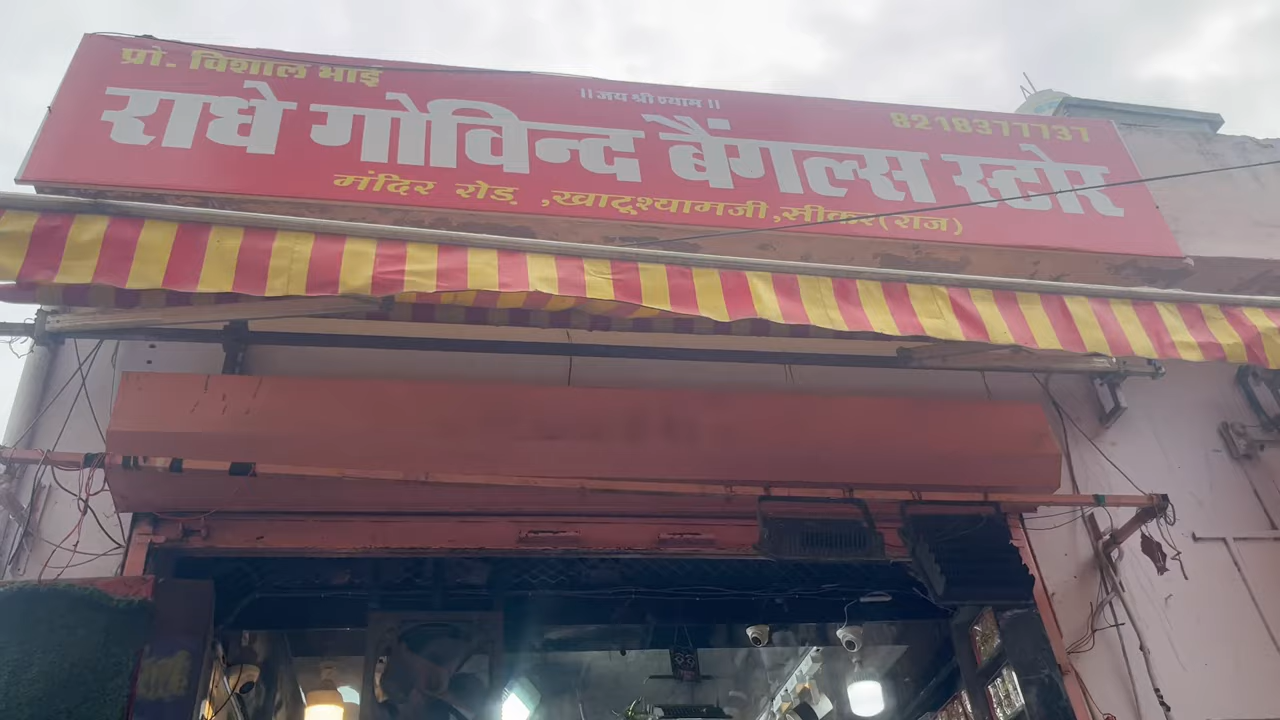 प्रो. विशाल भाई
।। जय श्री श्याम ।।
8218377737
राधे गोविन्द बैंगल्स स्टोर
मंदिर रोड़ ,खाटूश्यामजी,सीकर(राज)